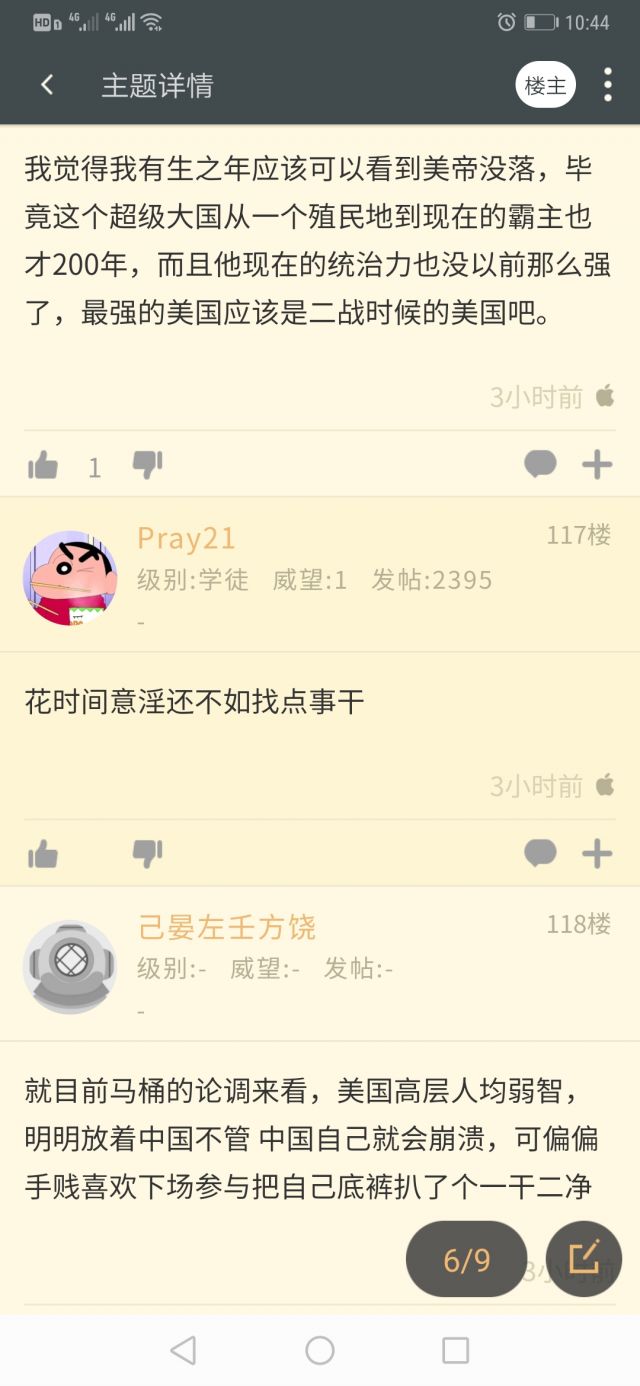 HD 4G 4G 10:44
主题详情 楼主
我觉得我有生之年应该可以看到美帝没落，毕
竟这个超级大国从一个殖民地到现在的霸主也
才200年，而且他现在的统治力也没以前那么强
了，最强的美国应该是二战时候的美国吧。
3小时前
1
Pray21 117楼
级别:学徒 威望:1 发帖:2395
-
花时间意淫还不如找点事干
3小时前
己晏左壬方饶 118楼
级别:- 威望:- 发帖:-
-
就目前马桶的论调来看，美国高层人均弱智，
明明放着中国不管 中国自己就会崩溃，可偏偏
手贱喜欢下场参与把自己底裤扒了个一干二净
6/9 3小时前